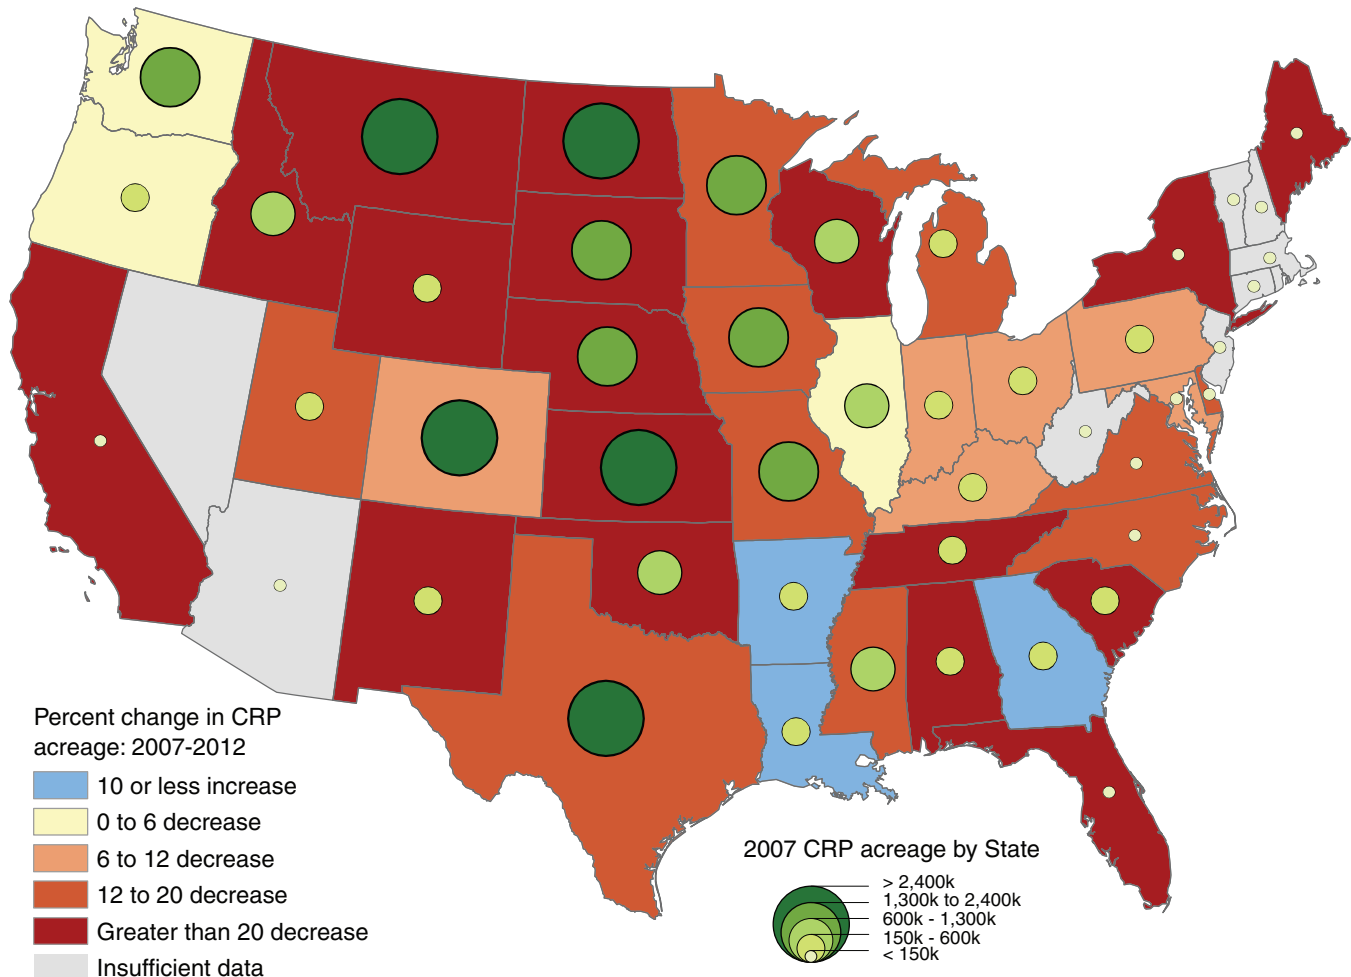 Percent change in CRP
acreage: 2007-2012
10 or less increase
0 to 6 decrease
6 to 12 decrease
12 to 20 decrease
Greater than 20 decrease
Insufficient data
2007 CRP acreage by State
> 2,400k
1,300k to 2,400k
600k - 1,300k
150k - 600k
< 150k